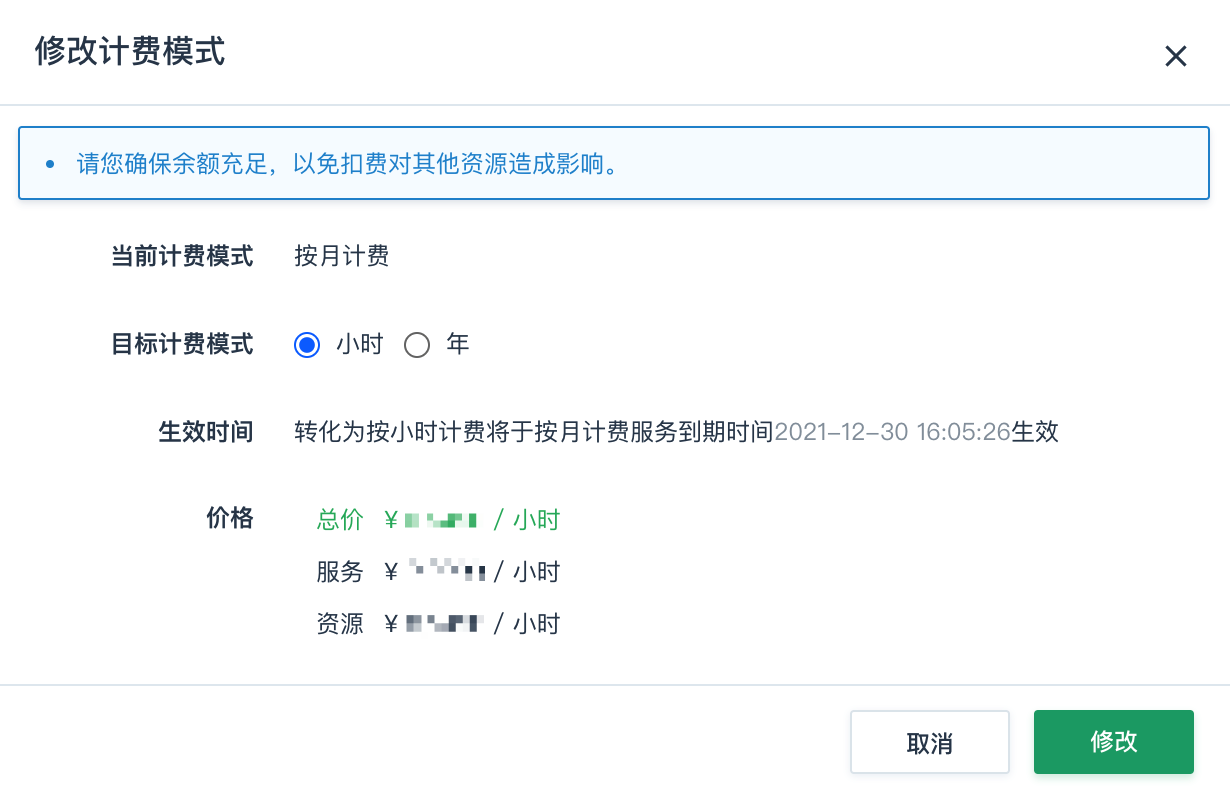 修改计费模式
请您确保余额充足，以免扣费对其他资源造成影响。
当前计费模式 按月计费
目标计费模式 小时 年
生效时间 转化为按小时计费将于按月计费服务到期时间2021-12-30 16:05:26生效
价格 总价 ¥ / 小时
服务 ¥ / 小时
资源 ¥ / 小时
取消 修改